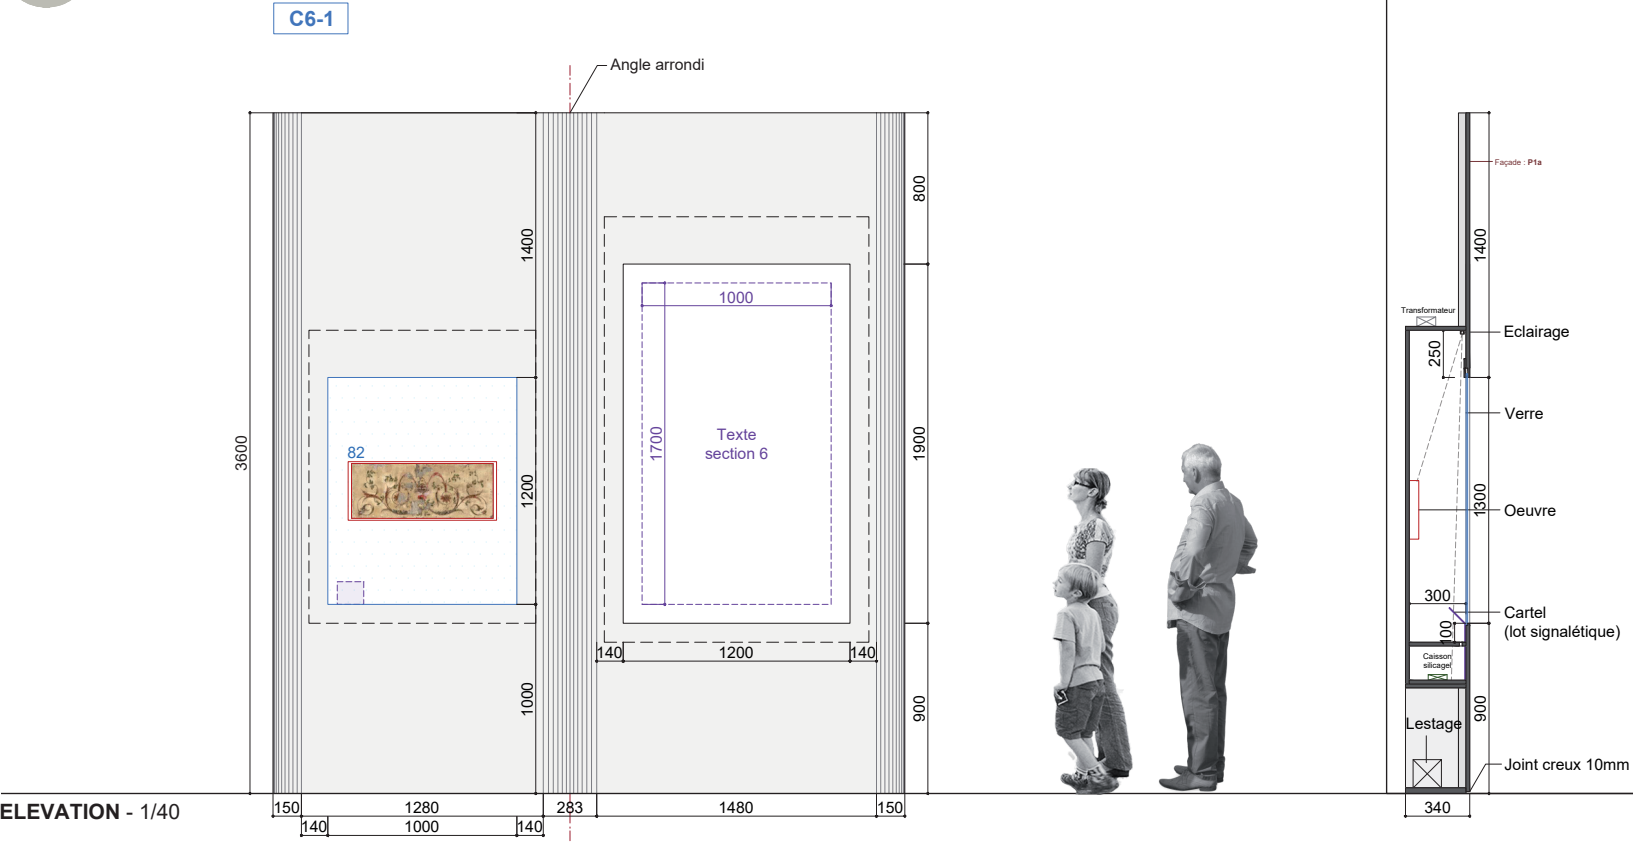 C6-1
Angle arrondi
800
1400
1400
Façade : P1a
Transformateur
1000
Eclairage
250
Verre
3600
82
1700
Texte
section 6
1900
1200
1300
Oeuvre
300
Cartel
(lot signalétique)
100
140
1200
140
Caisson
silicagel
1000
900
900
Lestage
Joint creux 10mm
ELEVATION - 1/40
150
1280
283
1480
150
340
140
1000
140